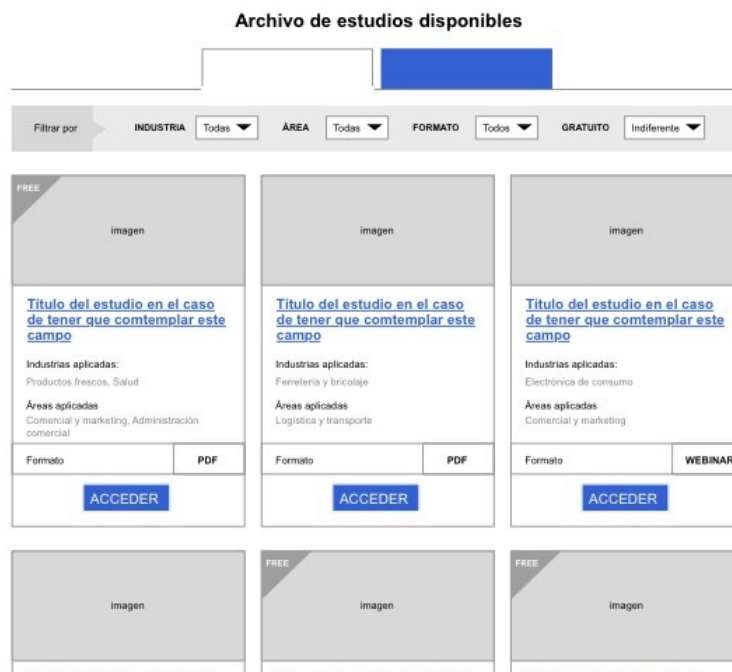 Archivo de estudios disponibles
Filtrar por INDUSTRIA Todas ÁREA Todas FORMATO Todos GRATUITO Indiferente
FREE
imagen imagen imagen
Título del estudio en el caso
de tener que comtemplar este
campo
Industrias aplicadas:
Productos frescos, Salud
Áreas aplicadas
Comercial y marketing, Administración
comercial
Formato PDF
ACCEDER
Título del estudio en el caso
de tener que comtemplar este
campo
Industrias aplicadas:
Ferretería y bricolaje
Áreas aplicadas
Logística y transporte
Formato PDF
ACCEDER
Título del estudio en el caso
de tener que comtemplar este
campo
Industrias aplicadas:
Electrónica de consumo
Áreas aplicadas
Comercial y marketing
Formato WEBINAR
ACCEDER
imagen
FREE
imagen
FREE
imagen